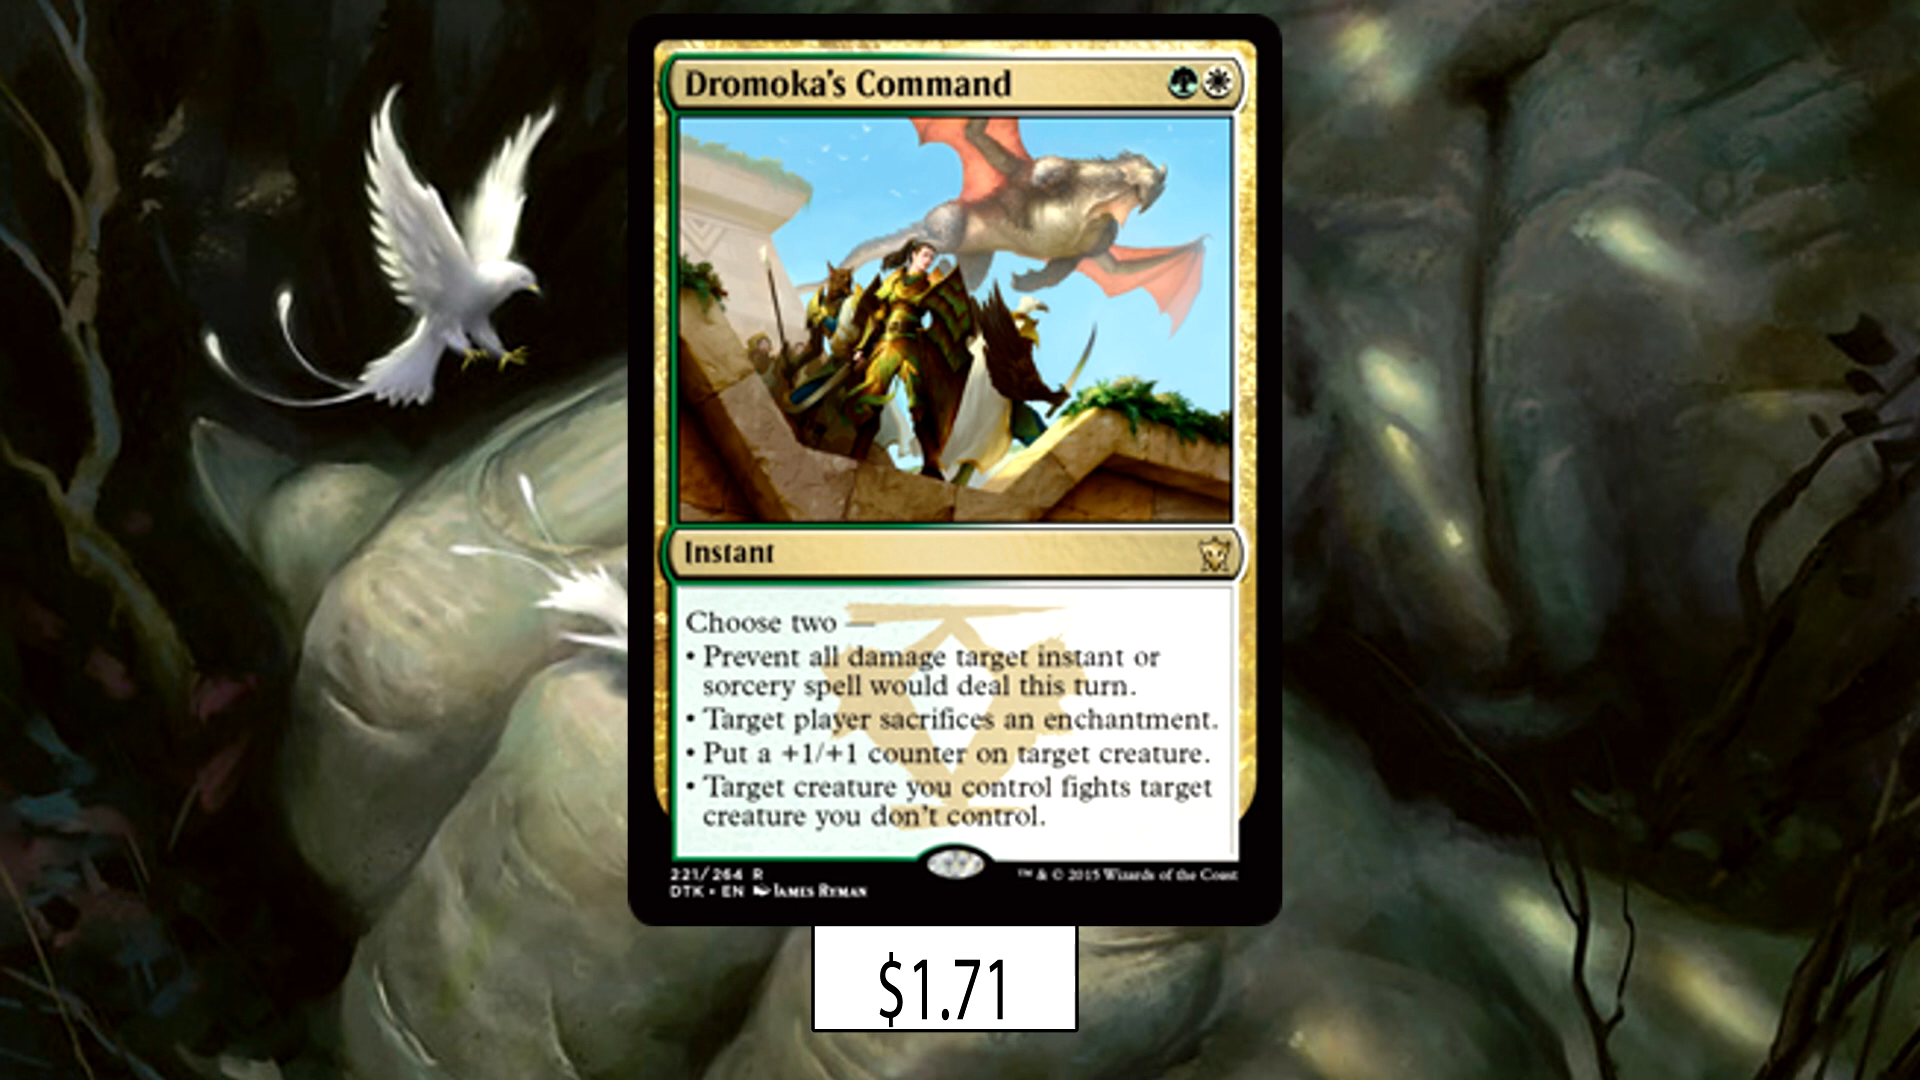 Dromoka's Command
Instant
Choose two —
• Prevent all damage target instant or
sorcery spell would deal this turn.
• Target player sacrifices an enchantment.
• Put a +1/+1 counter on target creature.
• Target creature you control fights target
creature you don't control.
221/264 R
™ & © 2015 Wizards of the Coast
DTK • EN James Ryman
$1.71